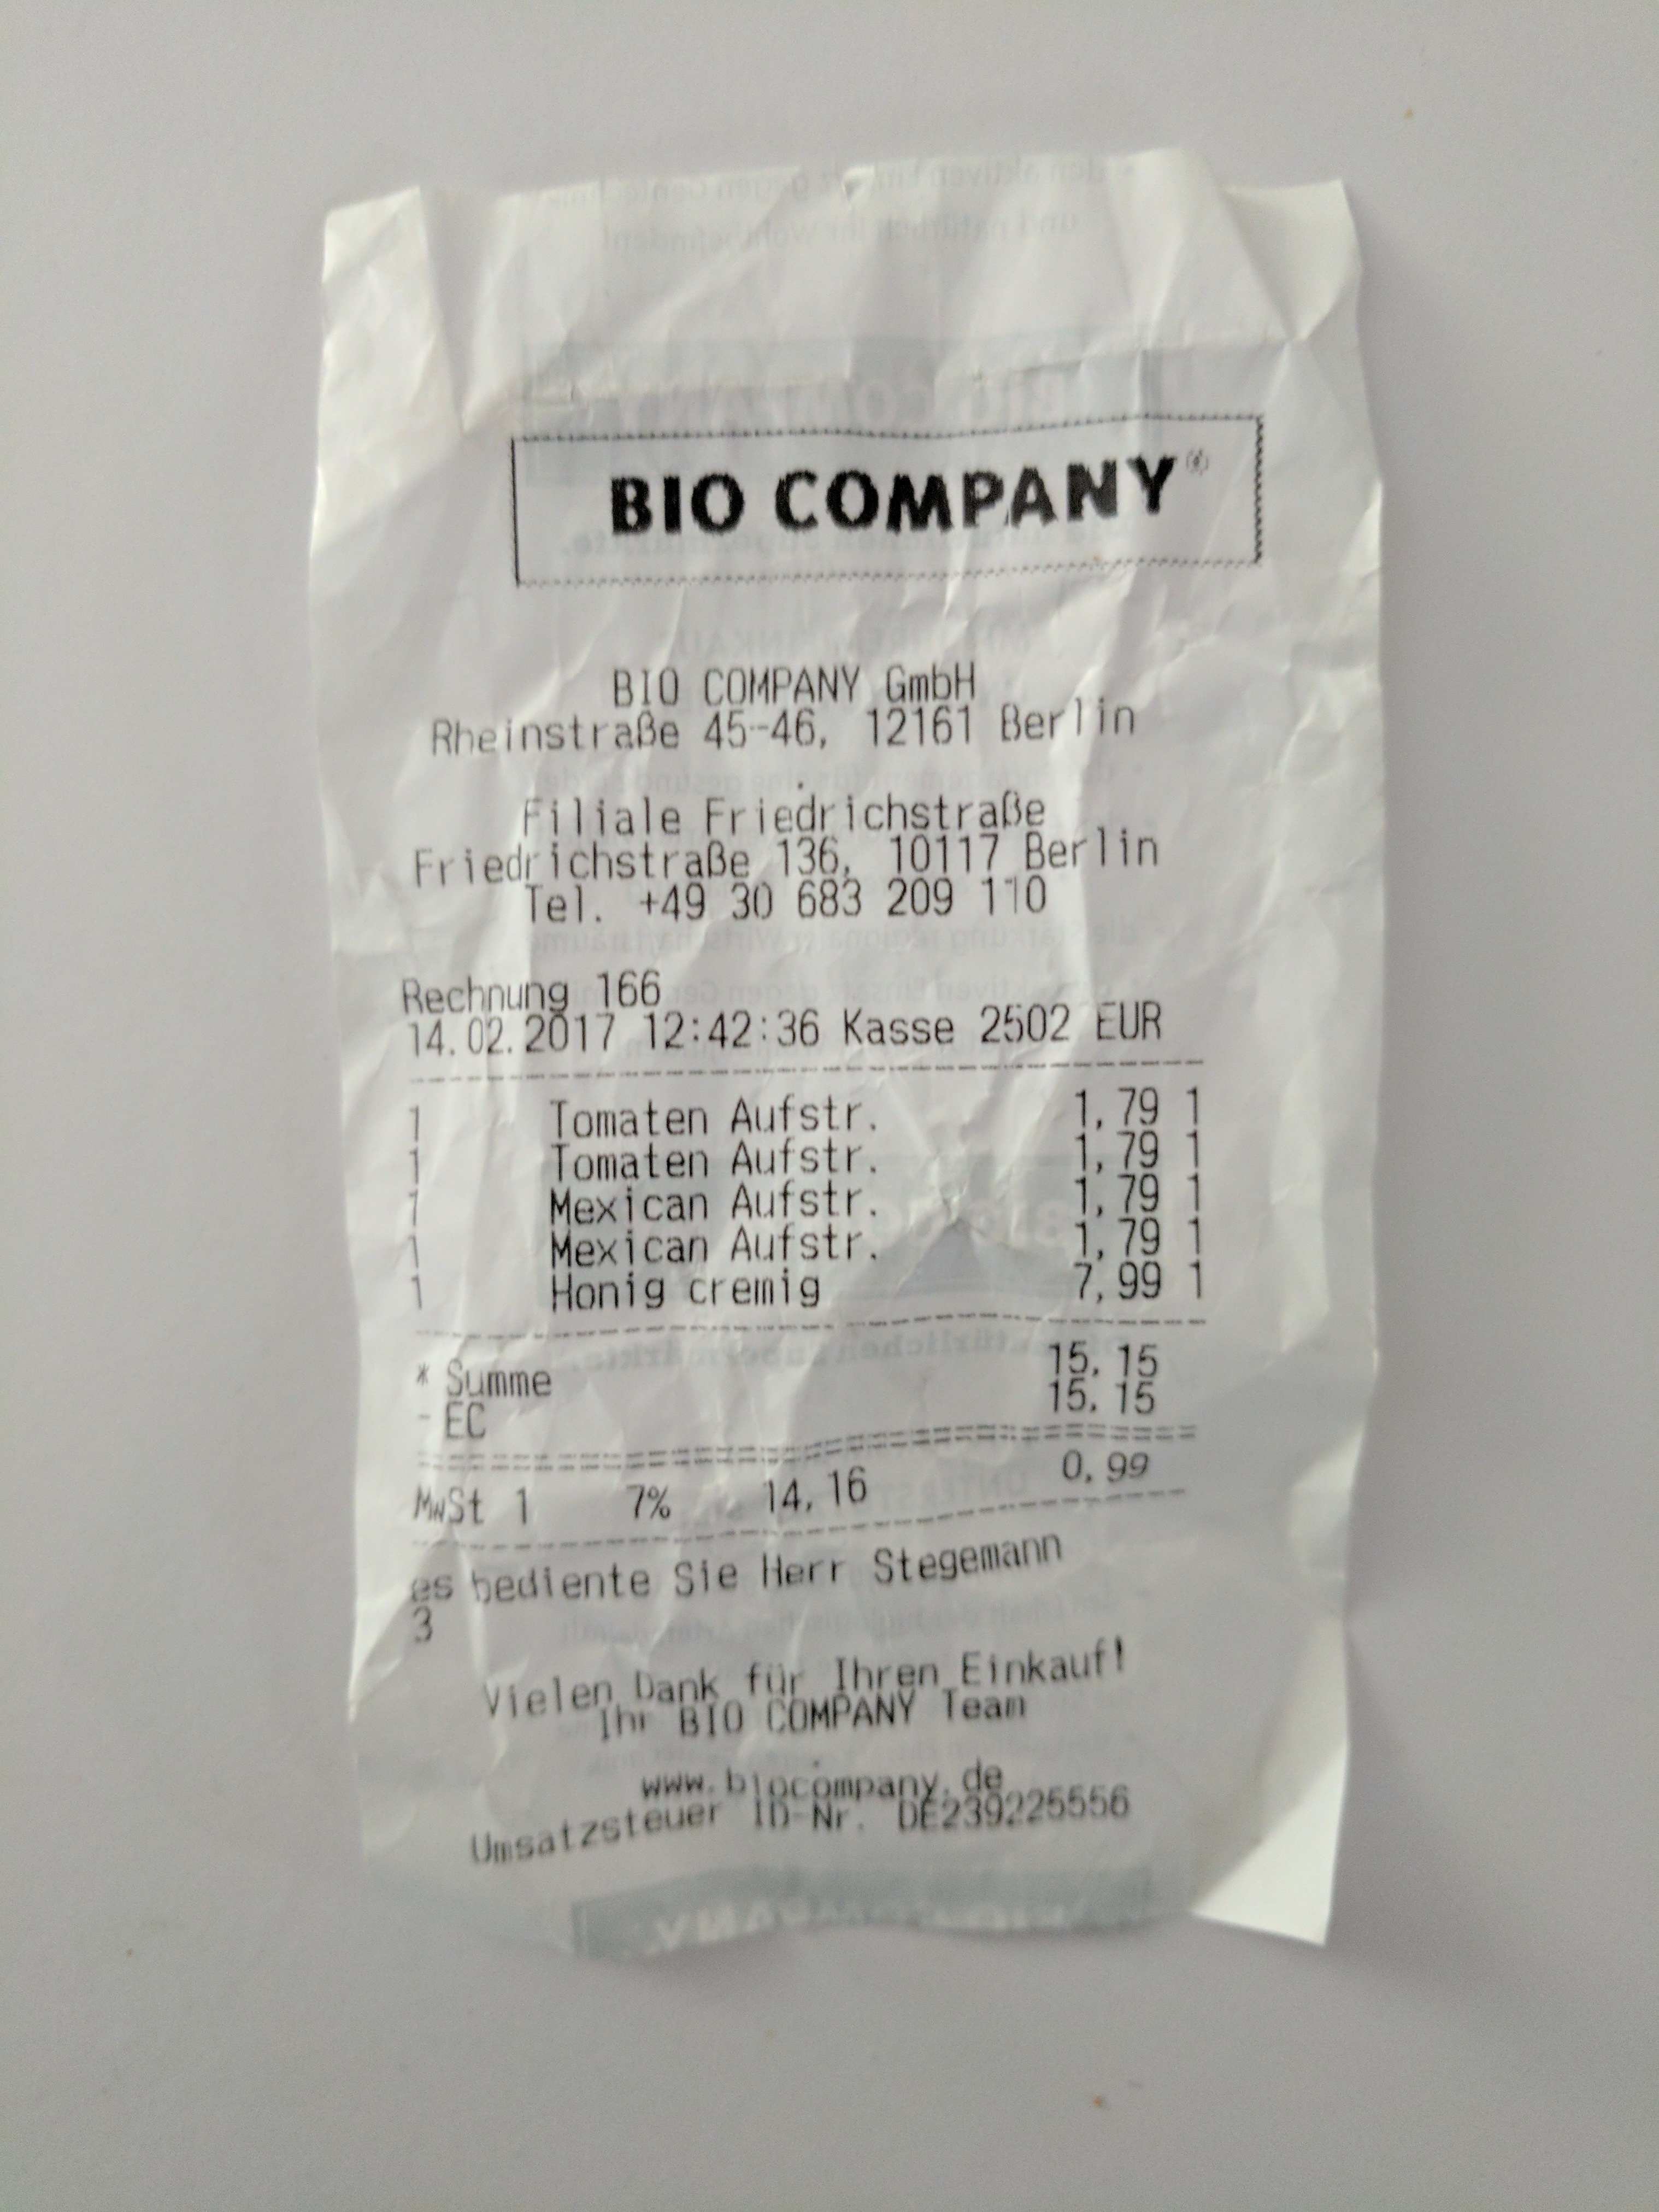 BIO COMPANY®
BIO COMPANY GmbH
Rheinstraße 45-46, 12161 Berlin
Filiale Friedrichstraße
Friedrichstraße 136, 10117 Berlin
Tel. +49 30 683 209 110
Rechnung 166
14.02.2017 12:42:36 Kasse 2502 EUR
1 Tomaten Aufstr. 1,79 1
1 Tomaten Aufstr. 1,79 1
1 Mexican Aufstr. 1,79 1
1 Mexican Aufstr. 1,79 1
1 Honig cremig 7,99 1
* Summe 15,15
- EC 15,15
MwSt 1 7% 14,16 0,99
es bediente Sie Herr Stegemann
3
Vielen Dank für Ihren Einkauf!
Ihr BIO COMPANY Team
www.biocompany.de
Umsatzsteuer ID-Nr. DE239225556